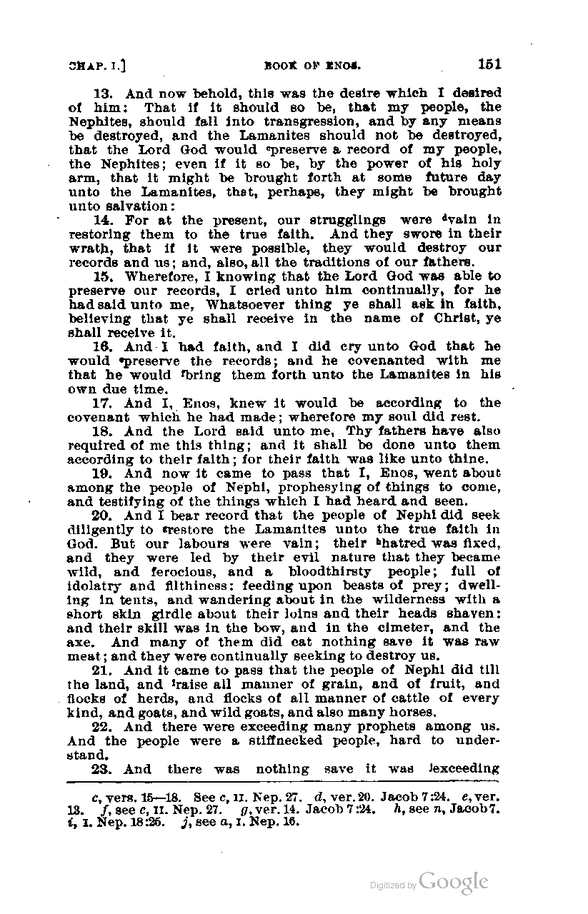 CHAP. I.] BOOK OF ENOS. 151
13. And now behold, this was the desire which I desired
of him: That if it should so be, that my people, the
Nephites, should fall into transgression, and by any means
be destroyed, and the Lamanites should not be destroyed,
that the Lord God would ᶜpreserve a record of my people,
the Nephites; even if it so be, by the power of his holy
arm, that it might be brought forth at some future day
unto the Lamanites, that, perhaps, they might be brought
unto salvation:
14. For at the present, our strugglings were ᵈvain in
restoring them to the true faith. And they swore in their
wrath, that if it were possible, they would destroy our
records and us; and, also, all the traditions of our fathers.
15. Wherefore, I knowing that the Lord God was able to
preserve our records, I cried unto him continually, for he
had said unto me, Whatsoever thing ye shall ask in faith,
believing that ye shall receive in the name of Christ, ye
shall receive it.
16. And I had faith, and I did cry unto God that he
would ᵉpreserve the records; and he covenanted with me
that he would ᶠbring them forth unto the Lamanites in his
own due time.
17. And I, Enos, knew it would be according to the
covenant which he had made; wherefore my soul did rest.
18. And the Lord said unto me, Thy fathers have also
required of me this thing; and it shall be done unto them
according to their faith; for their faith was like unto thine.
19. And now it came to pass that I, Enos, went about
among the people of Nephi, prophesying of things to come,
and testifying of the things which I had heard and seen.
20. And I bear record that the people of Nephi did seek
diligently to ᵍrestore the Lamanites unto the true faith in
God. But our labours were vain; their ʰhatred was fixed,
and they were led by their evil nature that they became
wild, and ferocious, and a bloodthirsty people; full of
idolatry and filthiness: feeding upon beasts of prey; dwell-
ing in tents, and wandering about in the wilderness with a
short skin girdle about their loins and their heads shaven:
and their skill was in the bow, and in the cimeter, and the
axe. And many of them did eat nothing save it was raw
meat; and they were continually seeking to destroy us.
21. And it came to pass that the people of Nephi did till
the land, and ⁱraise all manner of grain, and of fruit, and
flocks of herds, and flocks of all manner of cattle of every
kind, and goats, and wild goats, and also many horses.
22. And there were exceeding many prophets among us.
And the people were a stiffnecked people, hard to under-
stand.
23. And there was nothing save it was ʲexceeding
c, vers. 15—18. See c, II. Nep. 27. d, ver. 20. Jacob 7:24. e, ver.
13. f, see c, II. Nep. 27. g, ver. 14. Jacob 7:24. h, see n, Jacob 7.
i, I. Nep. 18:25. j, see a, I. Nep. 16.
Digitized by Google